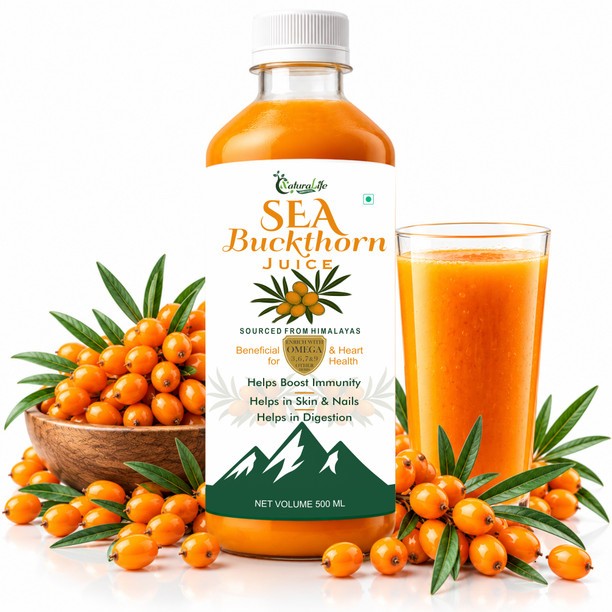 NaturaLife
SEA
Buckthorn
JUICE
SOURCED FROM HIMALAYAS
Beneficial
for
ENRICH WITH
OMEGA
3,6,7&9
& Heart
Health
Helps Boost Immunity
Helps in Skin & Nails
Helps in Digestion
NET VOLUME 500 ML